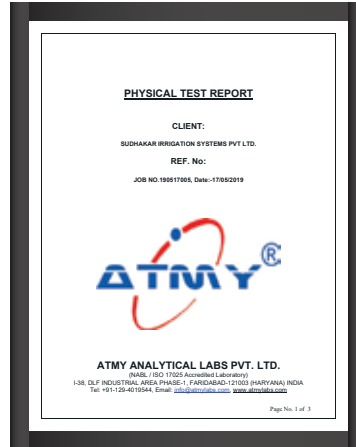 PHYSICAL TEST REPORT
CLIENT:
SUDHAKAR IRRIGATION SYSTEMS PVT LTD.
REF. No:
JOB NO.190517005, Date:-17/05/2019
ATMY®
ATMY ANALYTICAL LABS PVT. LTD.
(NABL / ISO 17025 Accredited Laboratory)
I-38, DLF INDUSTRIAL AREA PHASE-1, FARIDABAD-121003 (HARYANA) INDIA
Tel: +91-129-4019544, Email: info@atmylabs.com, www.atmylabs.com
Page No. 1 of 3